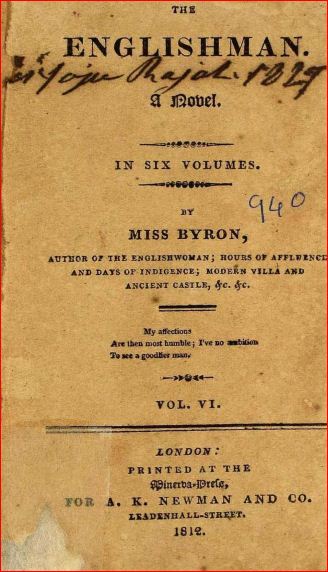 THE
ENGLISHMAN.
Rajah. 1829
A Novel.
IN SIX VOLUMES.
940
BY
MISS BYRON,
AUTHOR OF THE ENGLISHWOMAN; HOURS OF AFFLUENCE
AND DAYS OF INDIGENCE; MODERN VILLA AND
ANCIENT CASTLE, &c. &c.
My affections
Are then most humble; I've no ambition
To see a goodlier man.
VOL. VI.
LONDON:
PRINTED AT THE
Minerva-Press,
FOR A. K. NEWMAN AND CO.
LEADENHALL-STREET.
1812.